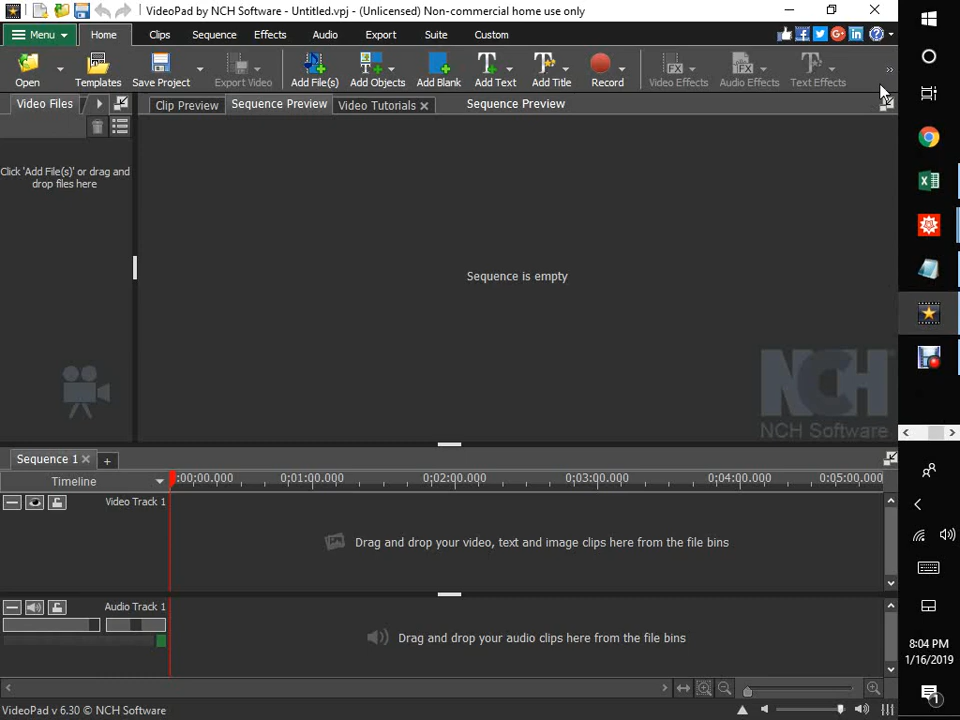 VideoPad by NCH Software - Untitled.vpj - (Unlicensed) Non-commercial home use only
Menu Home Clips Sequence Effects Audio Export Suite Custom
Open Templates Save Project Export Video Add File(s) Add Objects Add Blank Add Text Add Title Record Video Effects Audio Effects Text Effects
Video Files Clip Preview Sequence Preview Video Tutorials Sequence Preview
Click 'Add File(s)' or drag and
drop files here
Sequence is empty
NCH
NCH Software
Sequence 1
Timeline :00:00.000 0:01:00.000 0:02:00.000 0:03:00.000 0:04:00.000 0:05:00.000
Video Track 1
Drag and drop your video, text and image clips here from the file bins
Audio Track 1
Drag and drop your audio clips here from the file bins
VideoPad v 6.30 © NCH Software
8:04 PM
1/16/2019
1